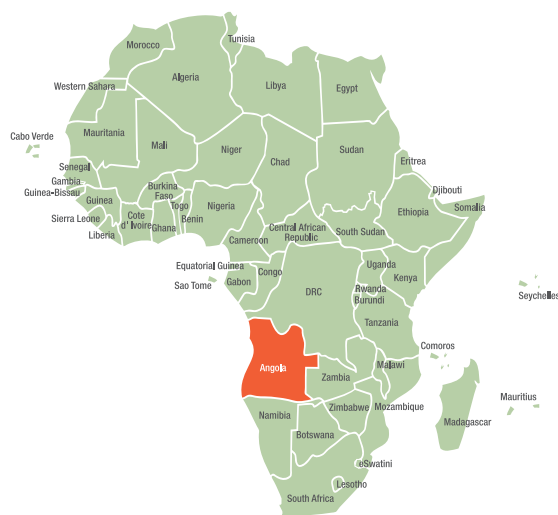 Tunisia
Morocco
Algeria
Libya
Egypt
Western Sahara
Mauritania
Cabo Verde
Mali
Niger
Chad
Sudan
Eritrea
Senegal
Gambia
Guinea-Bissau
Guinea
Burkina
Faso
Djibouti
Somalia
Sierra Leone
Cote
d' Ivoire
Togo
Ghana
Benin
Nigeria
Ethiopia
Liberia
Central African
Republic
South Sudan
Cameroon
Equatorial Guinea
Congo
Uganda
Kenya
Sao Tome
Gabon
DRC
Rwanda
Burundi
Seychelles
Tanzania
Comoros
Angola
Zambia
Malawi
Mauritius
Namibia
Zimbabwe
Mozambique
Madagascar
Botswana
eSwatini
Lesotho
South Africa